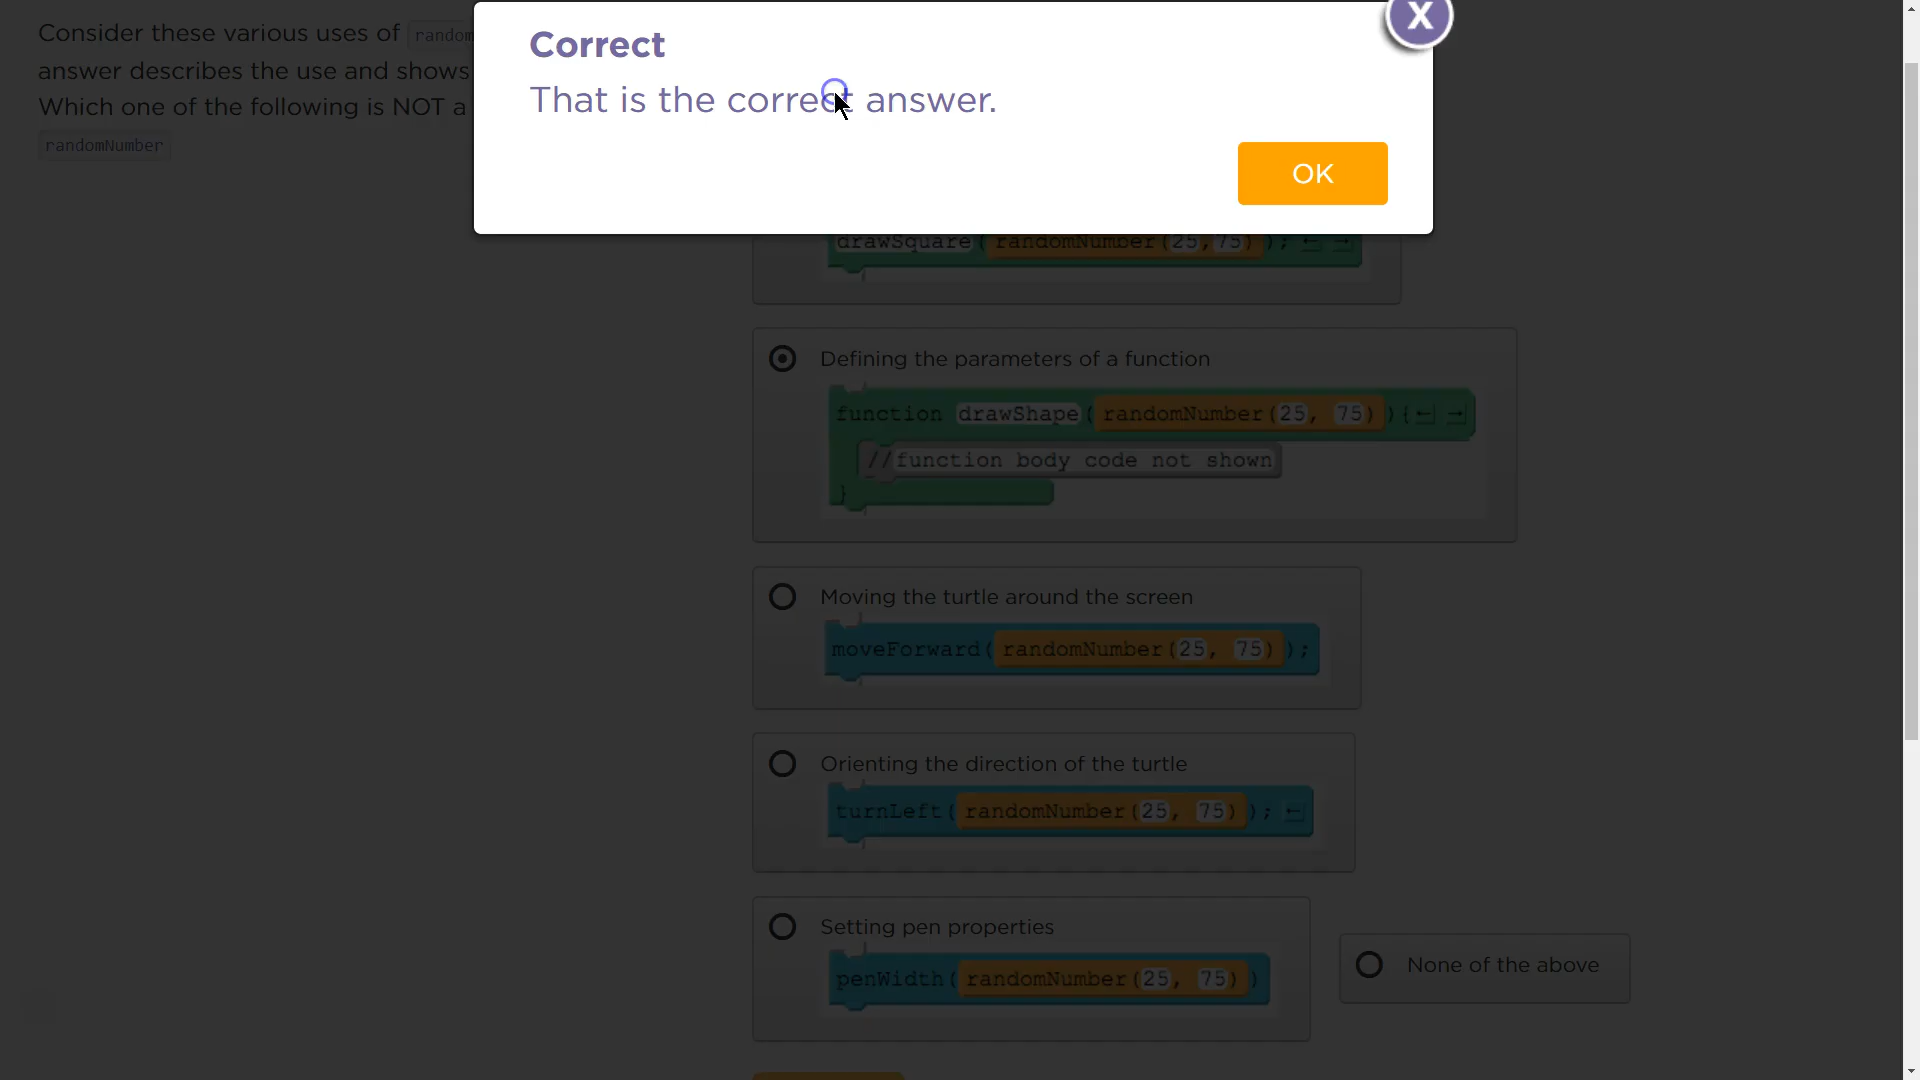 Consider these various uses of random
answer describes the use and shows
Which one of the following is NOT a
randomNumber
Correct
X
That is the correct answer.
OK
drawSquare(randomNumber(25,75)); ← →
Defining the parameters of a function
function drawShape(randomNumber(25, 75)){ ← →
//function body code not shown
}
Moving the turtle around the screen
moveForward(randomNumber(25, 75));
Orienting the direction of the turtle
turnLeft(randomNumber(25, 75)); ←
Setting pen properties
penWidth(randomNumber(25, 75))
None of the above